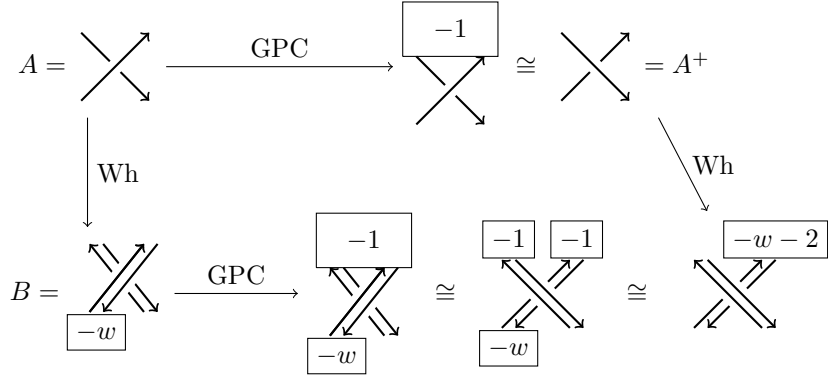 A = GPC −1 ≅ = A⁺
Wh Wh
B = −w GPC −1 −w ≅ −1 −1 −w ≅ −w − 2